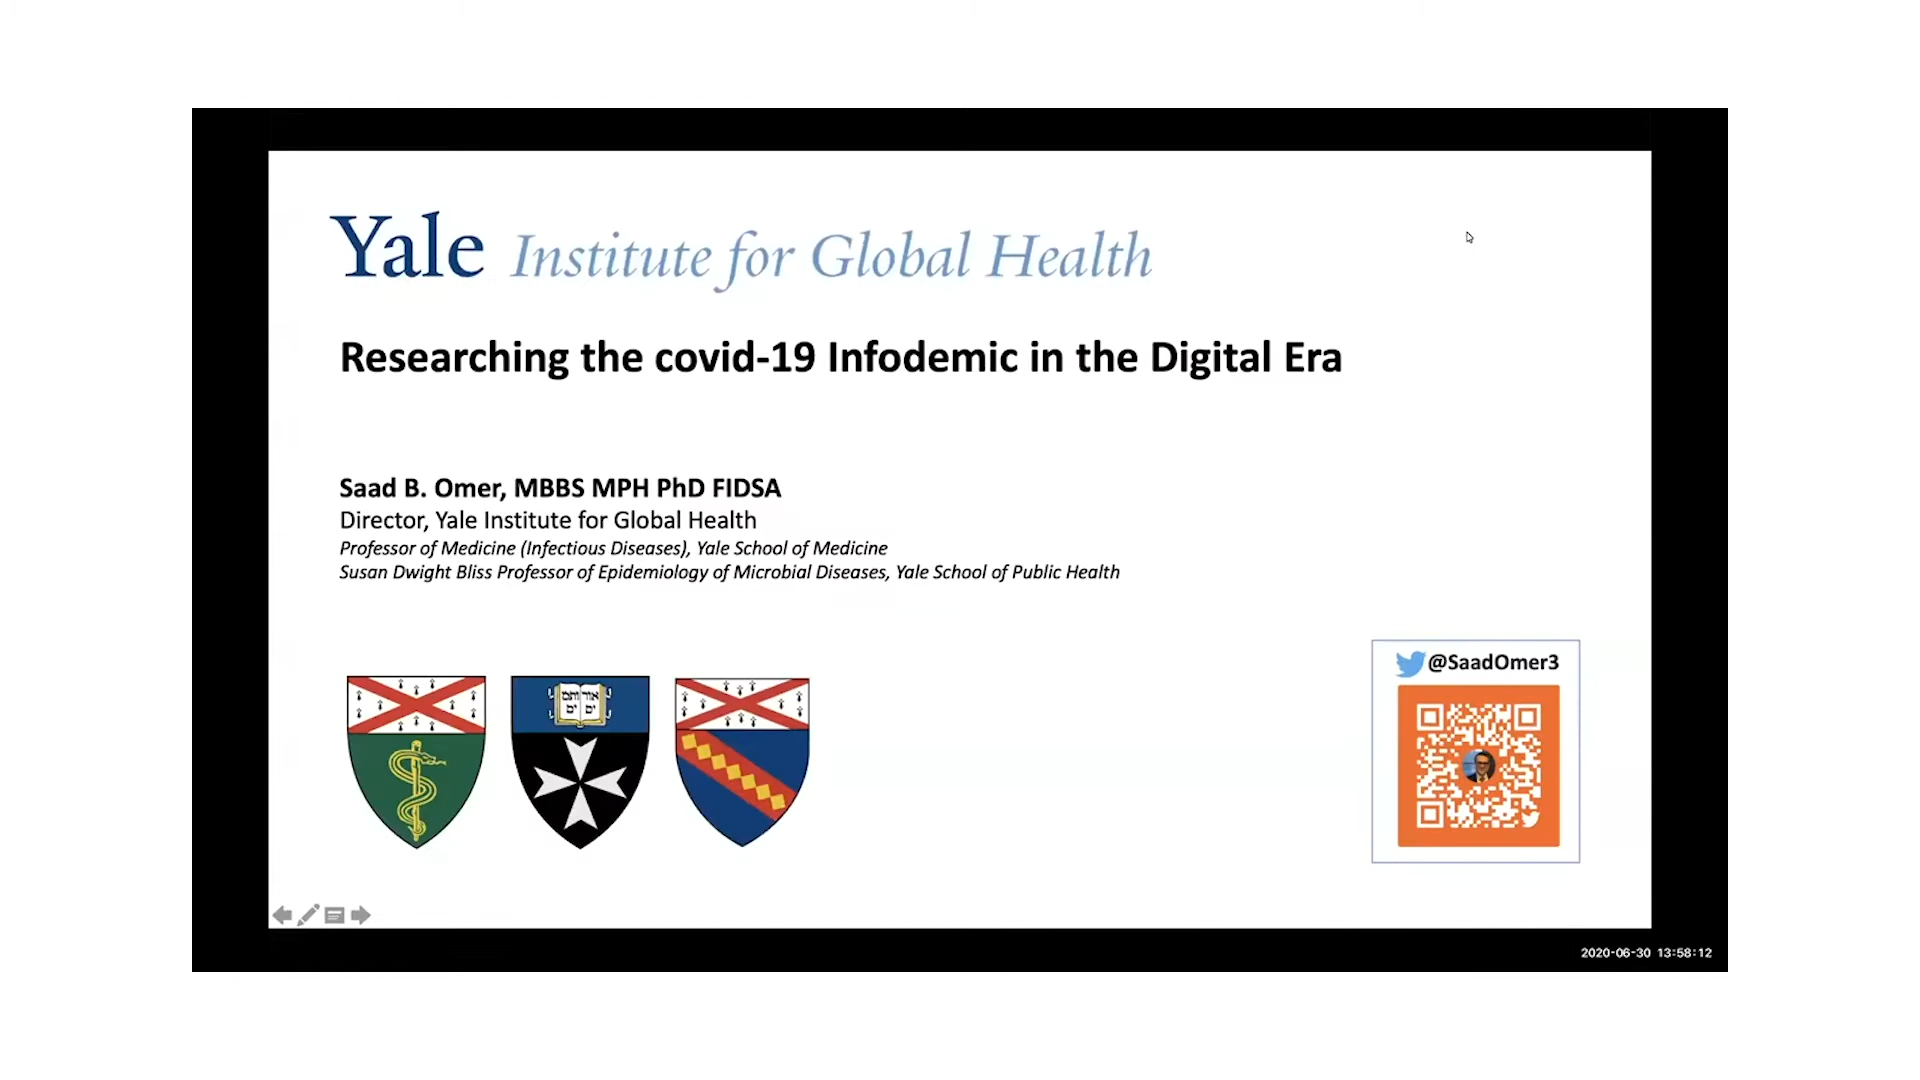 Yale Institute for Global Health
Researching the covid-19 Infodemic in the Digital Era
Saad B. Omer, MBBS MPH PhD FIDSA
Director, Yale Institute for Global Health
Professor of Medicine (Infectious Diseases), Yale School of Medicine
Susan Dwight Bliss Professor of Epidemiology of Microbial Diseases, Yale School of Public Health
@SaadOmer3
אורים
ותמים
2020-06-30 13:58:12